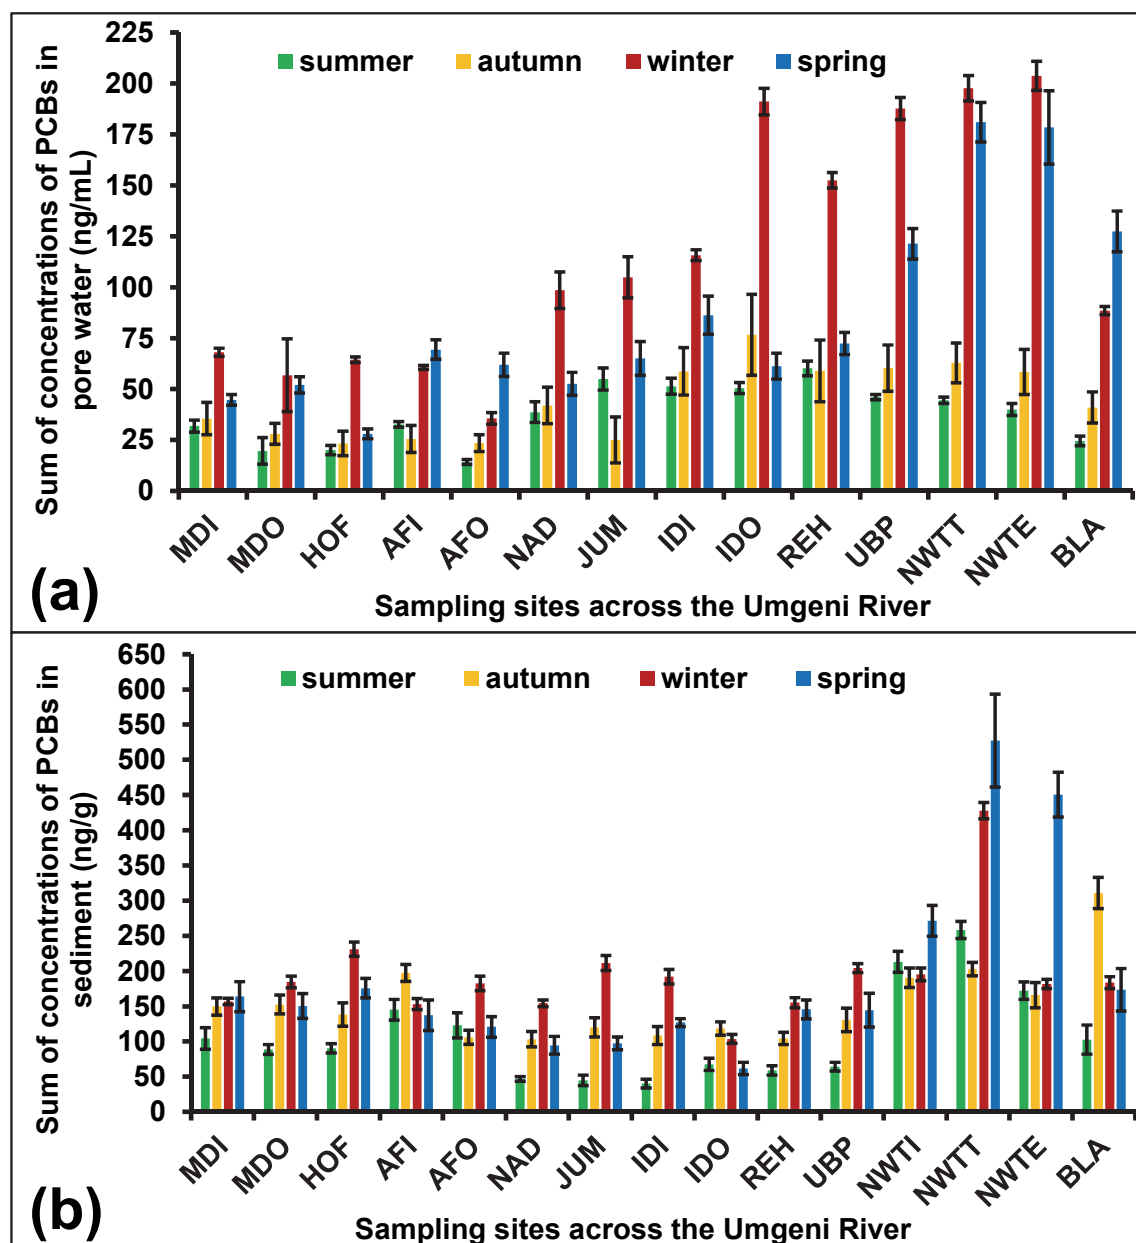 Sum of concentrations of PCBs in
pore water (ng/mL)
225
200
175
150
125
100
75
50
25
0
summer autumn winter spring
MDI MDO HOF AFI AFO NAD JUM IDI IDO REH UBP NWTT NWTE BLA
(a)
Sampling sites across the Umgeni River
Sum of concentrations of PCBs in
sediment (ng/g)
650
600
550
500
450
400
350
300
250
200
150
100
50
0
summer autumn winter spring
MDI MDO HOF AFI AFO NAD JUM IDI IDO REH UBP NWTI NWTT NWTE BLA
(b)
Sampling sites across the Umgeni River